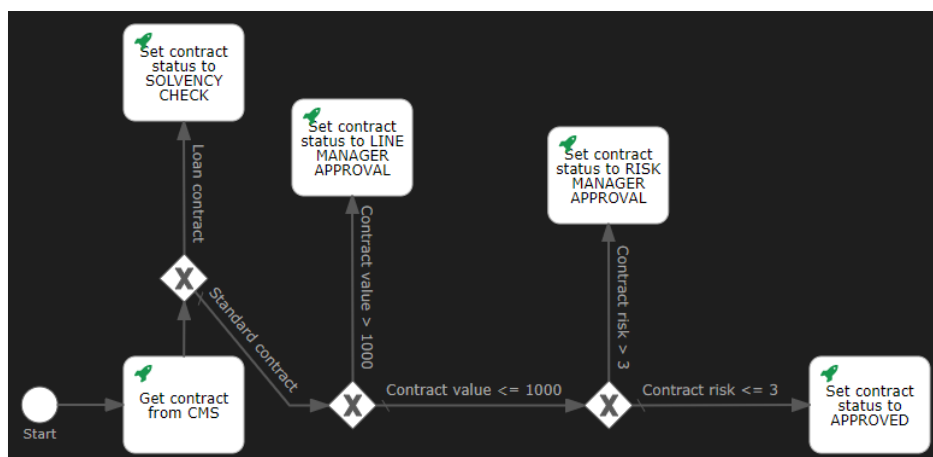 Set contract
status to
SOLVENCY
CHECK
Set contract
status to LINE
MANAGER
APPROVAL
Set contract
status to RISK
MANAGER
APPROVAL
Loan contract
Standard contract
Contract value > 1000
Contract risk > 3
Start
Get contract
from CMS
Contract value <= 1000
Contract risk <= 3
Set contract
status to
APPROVED